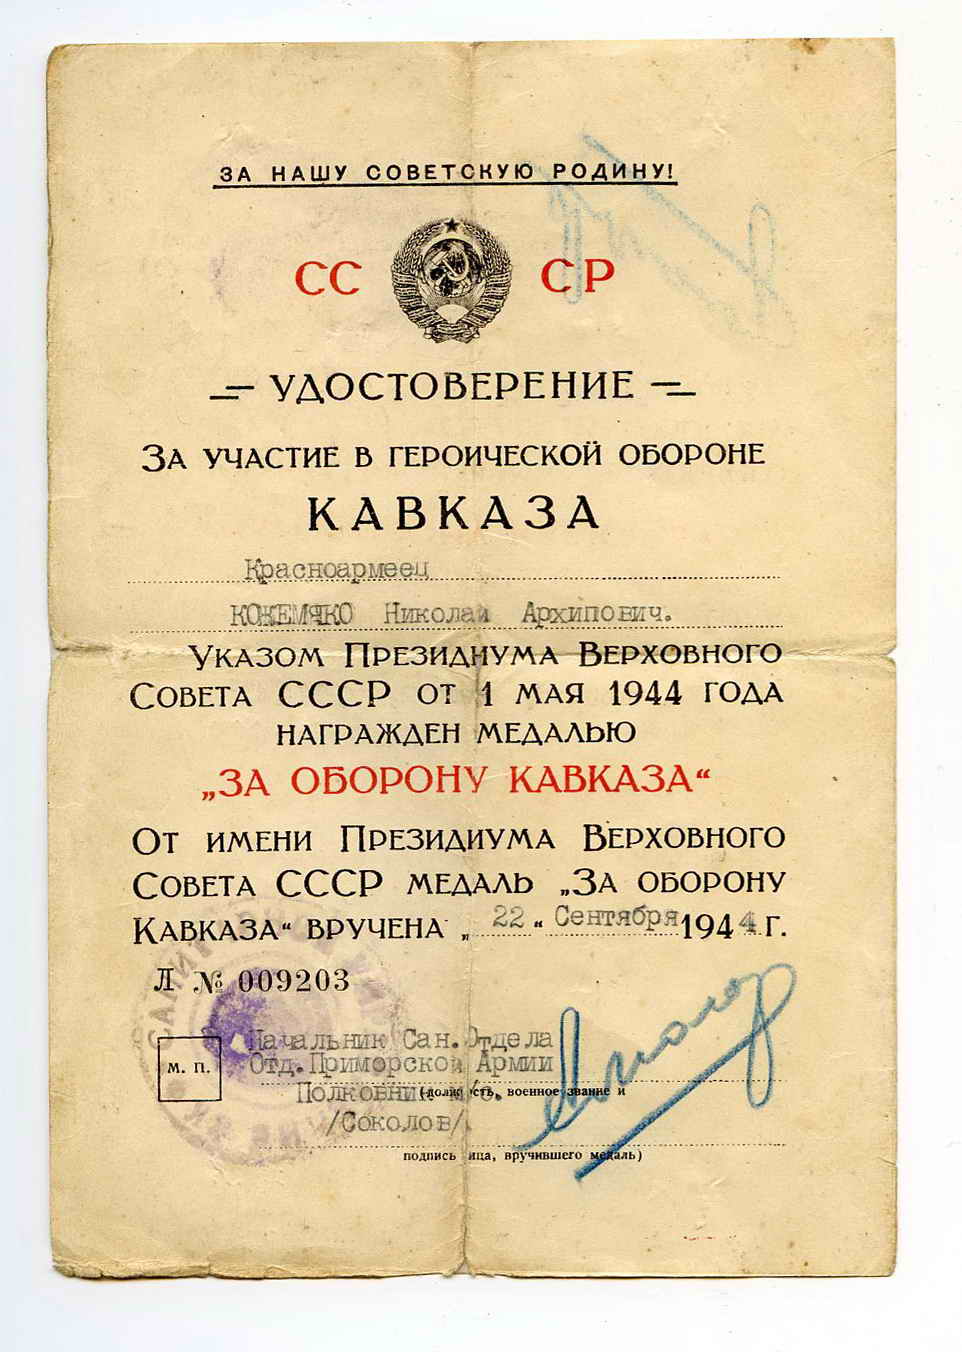 ЗА НАШУ СОВЕТСКУЮ РОДИНУ!
СС СР
УДОСТОВЕРЕНИЕ
ЗА УЧАСТИЕ В ГЕРОИЧЕСКОЙ ОБОРОНЕ
КАВКАЗА
Красноармеец
КОЖЕМЯКО Николай Архипович.
УКАЗОМ ПРЕЗИДИУМА ВЕРХОВНОГО
СОВЕТА СССР ОТ 1 МАЯ 1944 ГОДА
НАГРАЖДЕН МЕДАЛЬЮ
„ЗА ОБОРОНУ КАВКАЗА“
ОТ ИМЕНИ ПРЕЗИДИУМА ВЕРХОВНОГО
СОВЕТА СССР МЕДАЛЬ „ЗА ОБОРОНУ
КАВКАЗА“ ВРУЧЕНА „22“ Сентября 1944 Г.
Л № 009203
Начальник Сан.Отдела
М. П. Отд.Приморской Армии
Полковник м/с.
(должность, военное звание и
/Соколов/
подпись лица, вручившего медаль)